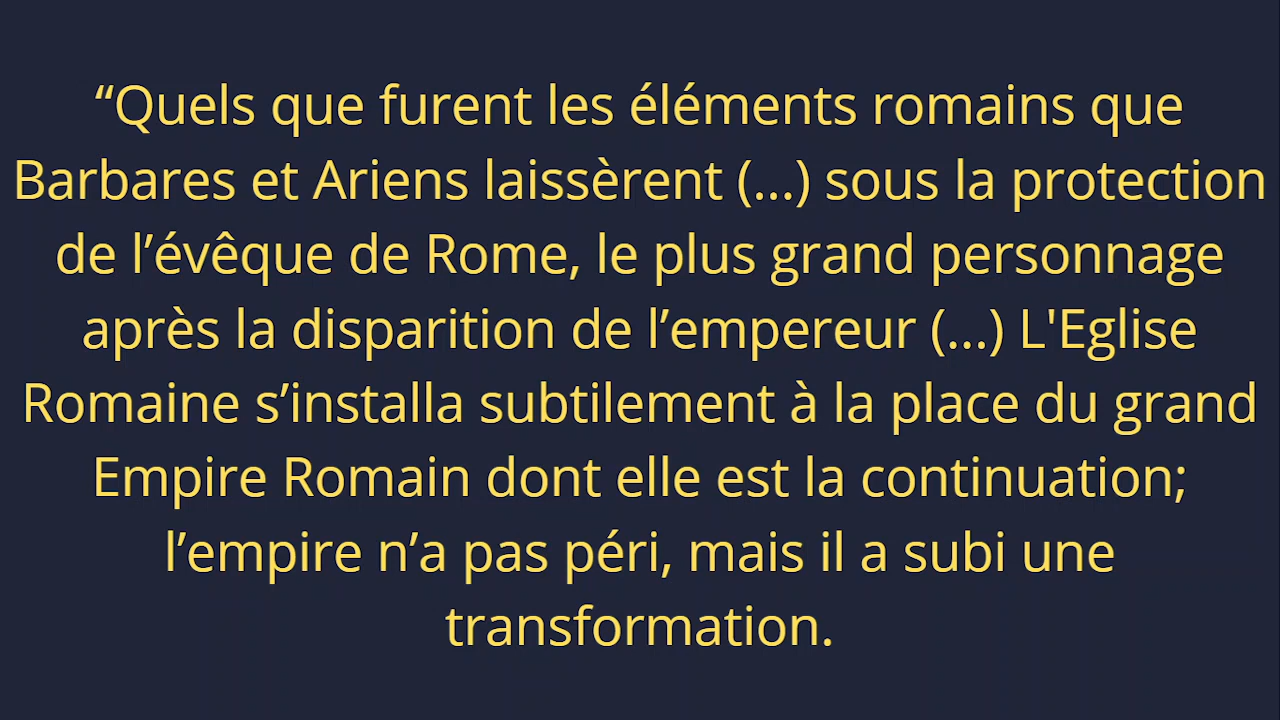 “Quels que furent les éléments romains que
Barbares et Ariens laissèrent (...) sous la protection
de l’évêque de Rome, le plus grand personnage
après la disparition de l’empereur (...) L'Eglise
Romaine s’installa subtilement à la place du grand
Empire Romain dont elle est la continuation;
l’empire n’a pas péri, mais il a subi une
transformation.